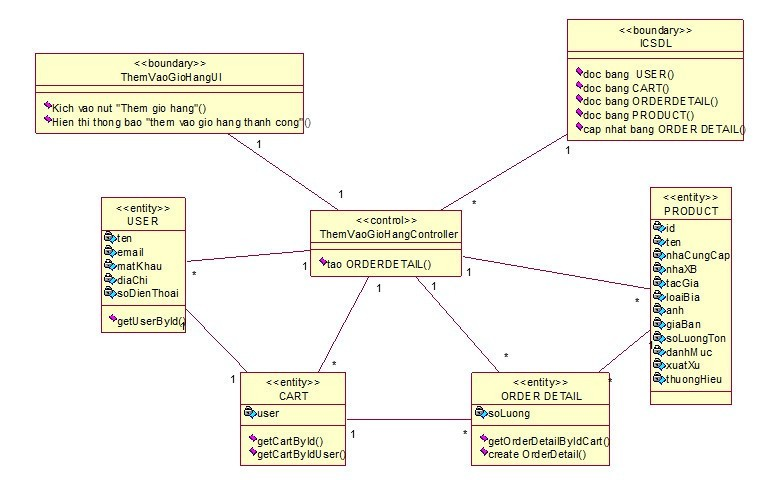 <<boundary>>
ThemVaoGioHangUI
Kich vao nut "Them gio hang"()
Hien thi thong bao "them vao gio hang thanh cong"()
<<boundary>>
ICSDL
doc bang USER()
doc bang CART()
doc bang ORDERDETAIL()
doc bang PRODUCT()
cap nhat bang ORDER DETAIL()
1
1
1
*
<<entity>>
USER
ten
email
matKhau
diaChi
soDienThoai
getUserById()
<<control>>
ThemVaoGioHangController
tao ORDERDETAIL()
<<entity>>
PRODUCT
id
ten
nhaCungCap
nhaXB
tacGia
loaiBia
anh
giaBan
soLuongTon
danhMuc
xuatXu
thuongHieu
*
1
1
1
1
*
1
1
*
*
1
*
<<entity>>
CART
user
getCartById()
getCartByIdUser()
<<entity>>
ORDER DETAIL
soLuong
getOrderDetailByIdCart()
create OrderDetail()
1
*